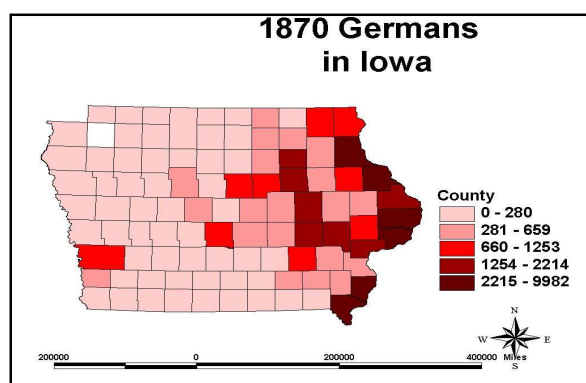 1870 Germans
in Iowa
County
0 - 280
281 - 659
660 - 1253
1254 - 2214
2215 - 9982
N
W E
S
200000 0 200000 400000 Miles